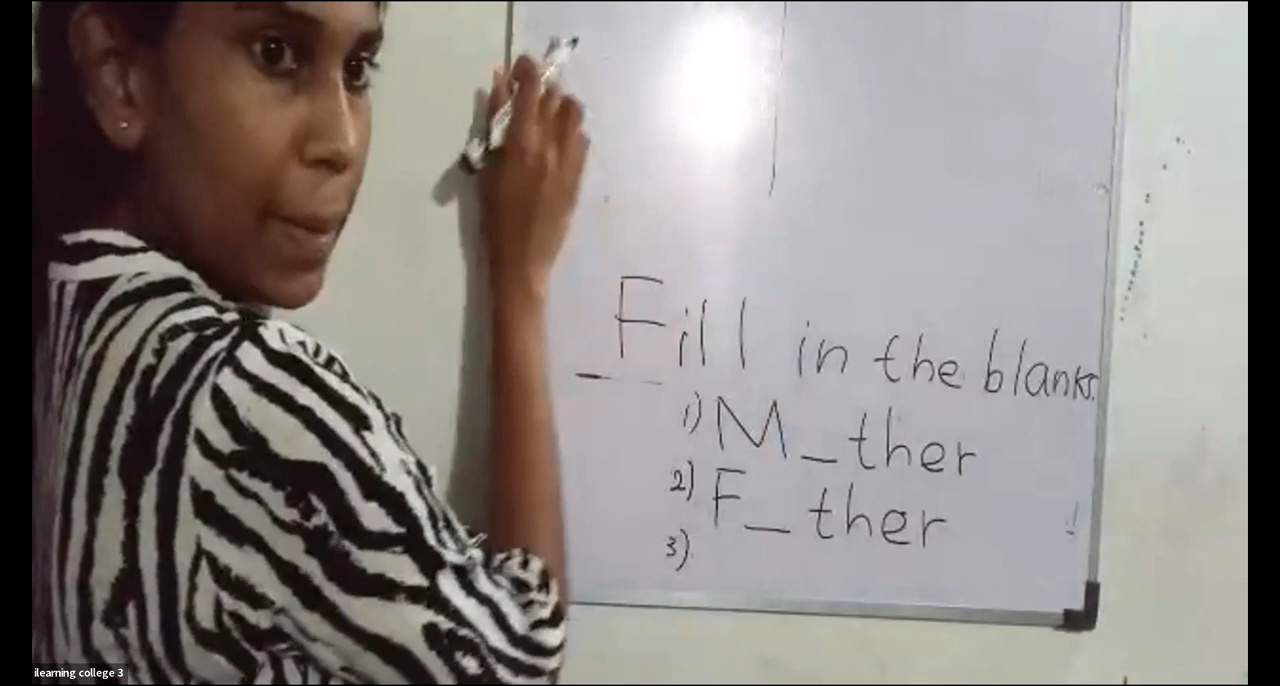 Fill in the blanks.
1) M_ther
2) F_ther
3)
ilearning college 3